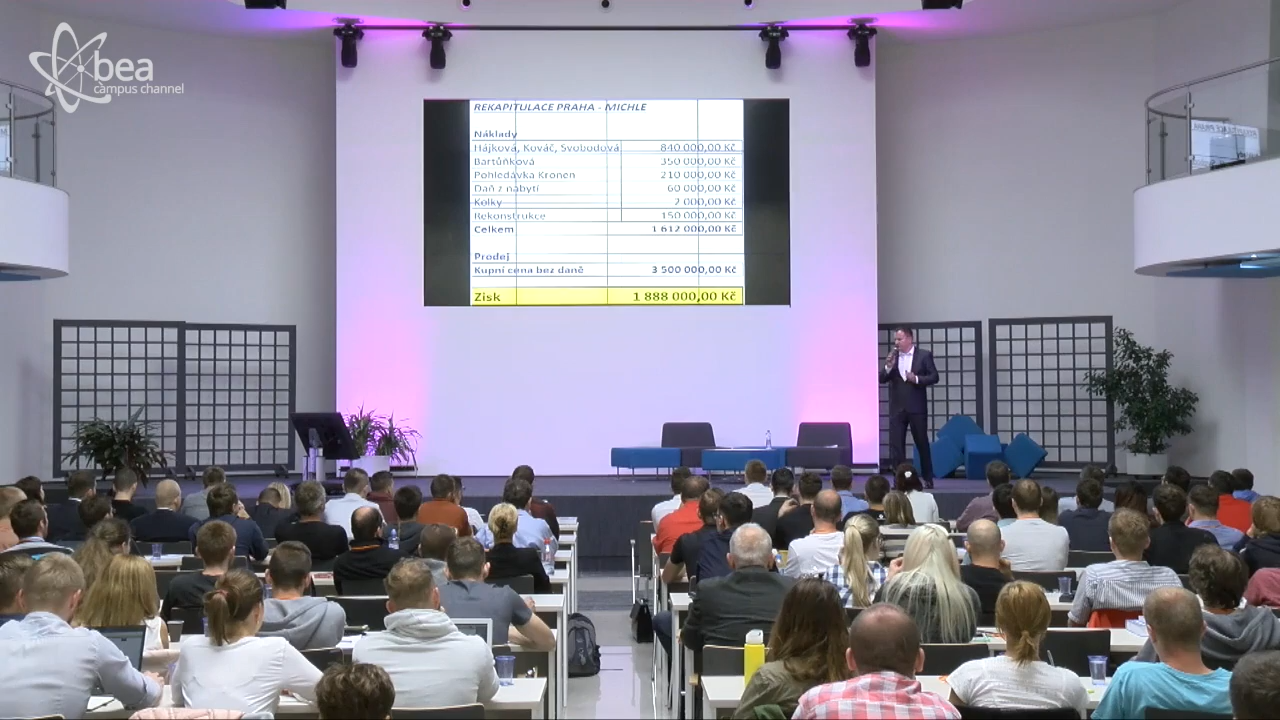 bea
càmpus channel
REKAPITULACE PRAHA - MICHLE
Náklady
Hájková, Kováč, Svobodová 840 000,00 Kč
Bartůňková 350 000,00 Kč
Pohledávka Kronen 210 000,00 Kč
Daň z nábytí 60 000,00 Kč
Kolky 2 000,00 Kč
Rekonstrukce 150 000,00 Kč
Celkem 1 612 000,00 Kč
Prodej
Kupní cena bez daně 3 500 000,00 Kč
Zisk 1 888 000,00 Kč